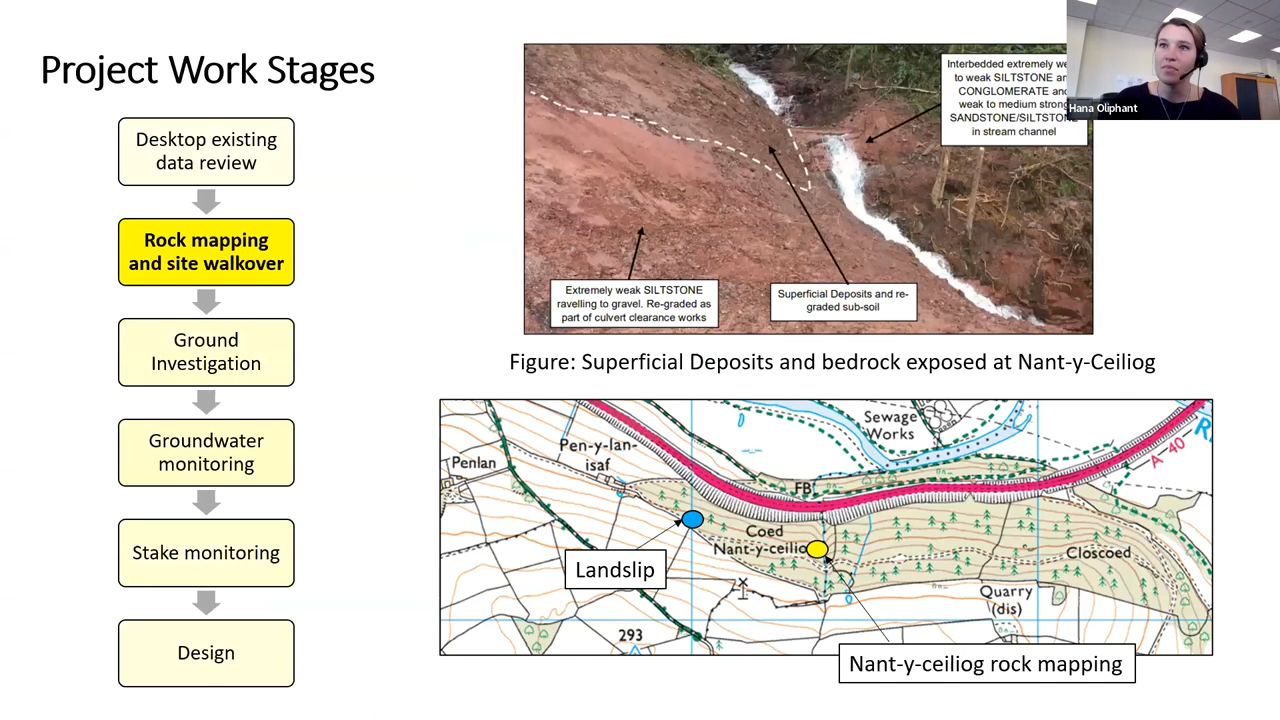 Project Work Stages
Desktop existing
data review
Rock mapping
and site walkover
Ground
Investigation
Groundwater
monitoring
Stake monitoring
Design
Interbedded extremely
to weak SILTSTONE
CONGLOMERATE and
weak to medium strong
SANDSTONE/SILTSTONE
in stream channel
Hana Oliphant
Extremely weak SILTSTONE
ravelling to gravel. Re-graded as
part of culvert clearance works
Superficial Deposits and re-
graded sub-soil
Figure: Superficial Deposits and bedrock exposed at Nant-y-Ceiliog
Sewage
Works
Pen-y-lan-
isaf
Penlan
FB
A 40
Coed
Nant-y-ceilio
Closcoed
Landslip
Quarry
(dis)
293
Nant-y-ceiliog rock mapping